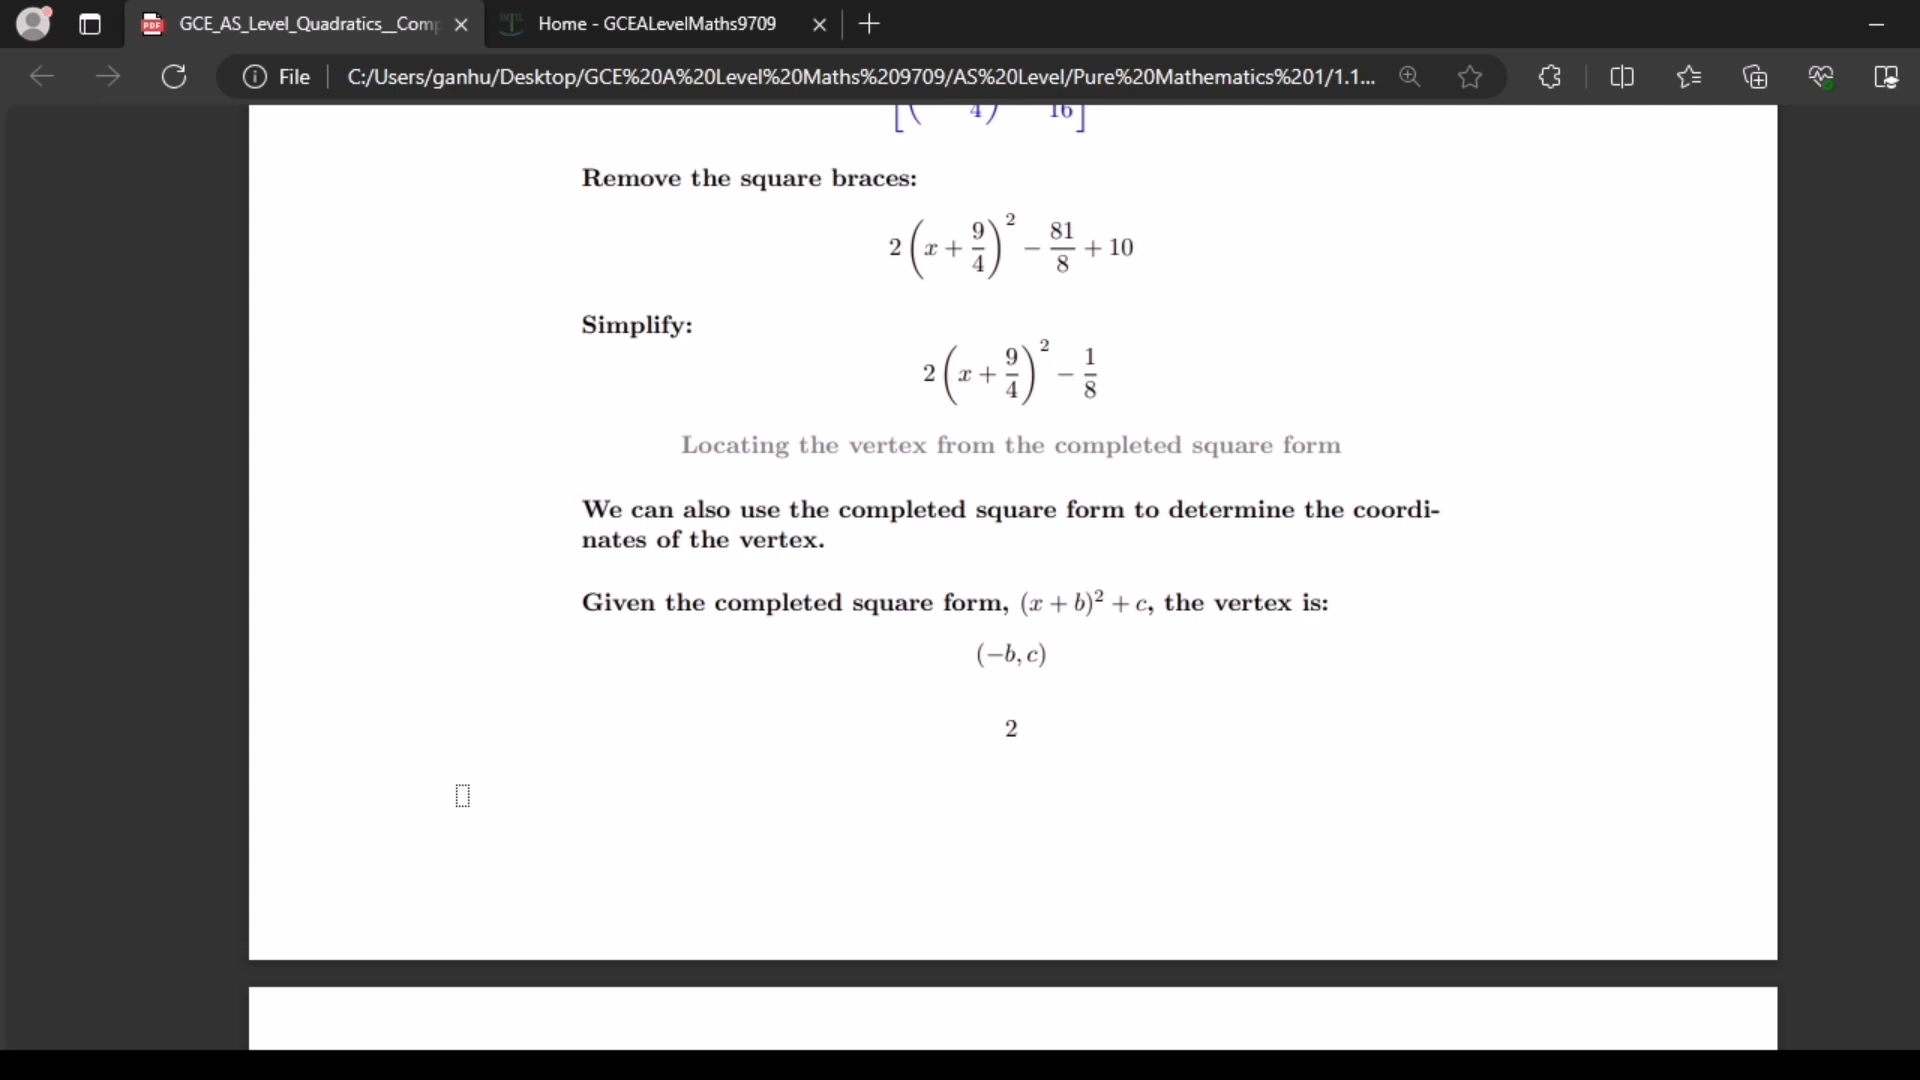 GCE_AS_Level_Quadratics__Comp
Home - GCEALevelMaths9709
File
C:/Users/ganhu/Desktop/GCE%20A%20Level%20Maths%209709/AS%20Level/Pure%20Mathematics%201/1.1...
4 16
Remove the square braces:
2(x + 9/4)² − 81/8 + 10
Simplify:
2(x + 9/4)² − 1/8
Locating the vertex from the completed square form
We can also use the completed square form to determine the coordi-
nates of the vertex.
Given the completed square form, (x + b)² + c, the vertex is:
(−b, c)
2